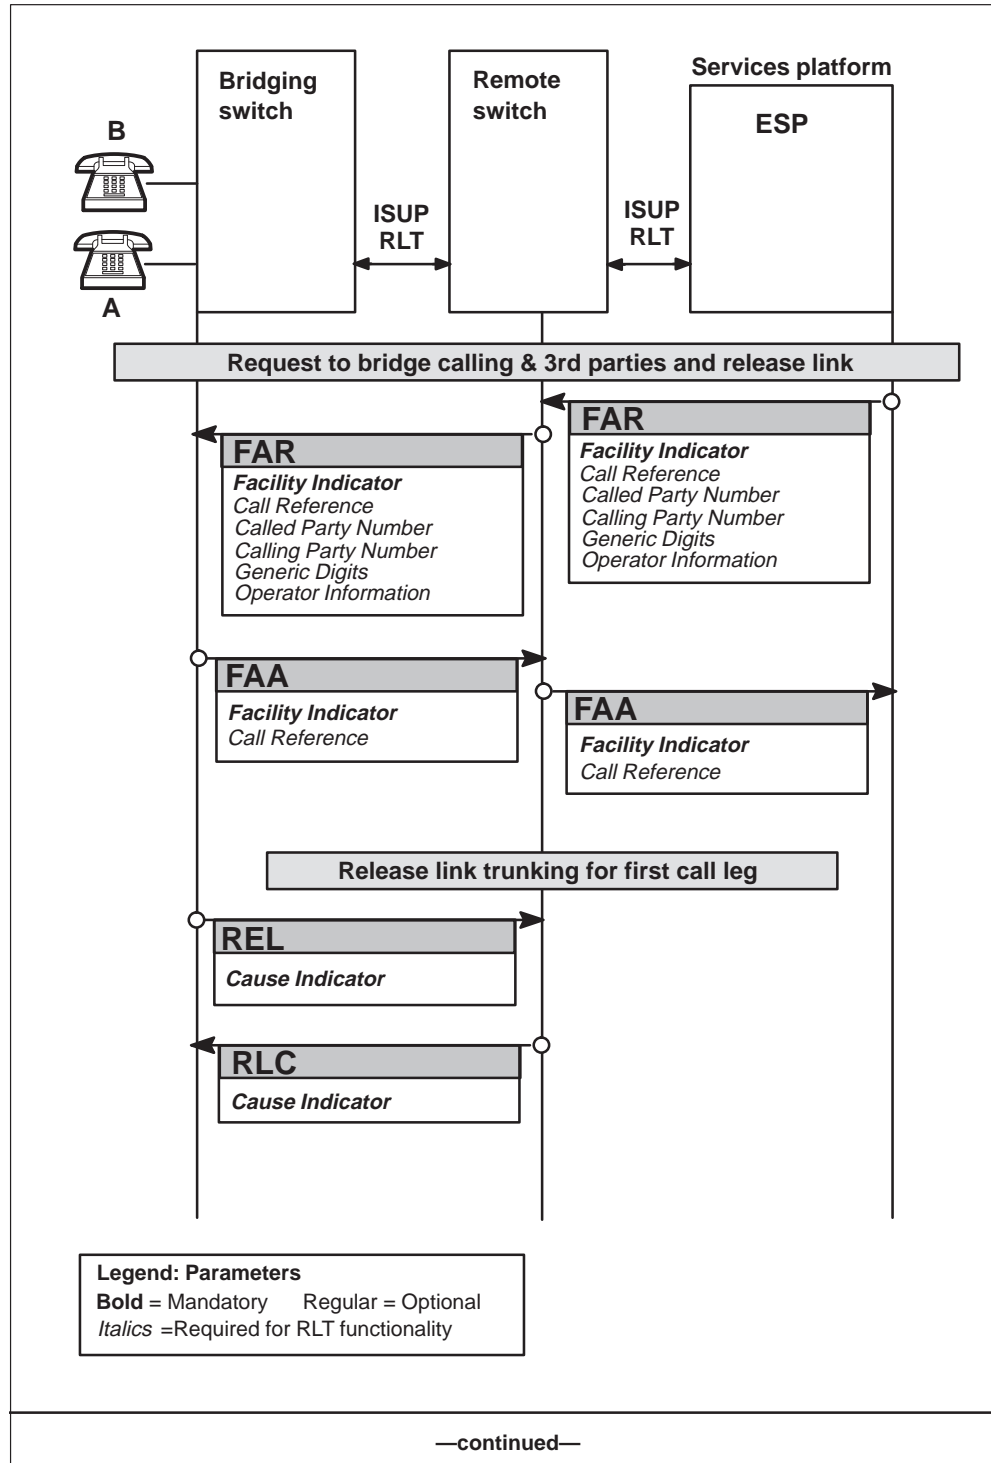 Bridging
switch
Remote
switch
Services platform
ESP
B
A
ISUP
RLT
ISUP
RLT
Request to bridge calling & 3rd parties and release link
FAR
Facility Indicator
Call Reference
Called Party Number
Calling Party Number
Generic Digits
Operator Information
FAR
Facility Indicator
Call Reference
Called Party Number
Calling Party Number
Generic Digits
Operator Information
FAA
Facility Indicator
Call Reference
FAA
Facility Indicator
Call Reference
Release link trunking for first call leg
REL
Cause Indicator
RLC
Cause Indicator
Legend: Parameters
Bold = Mandatory Regular = Optional
Italics =Required for RLT functionality
—continued—